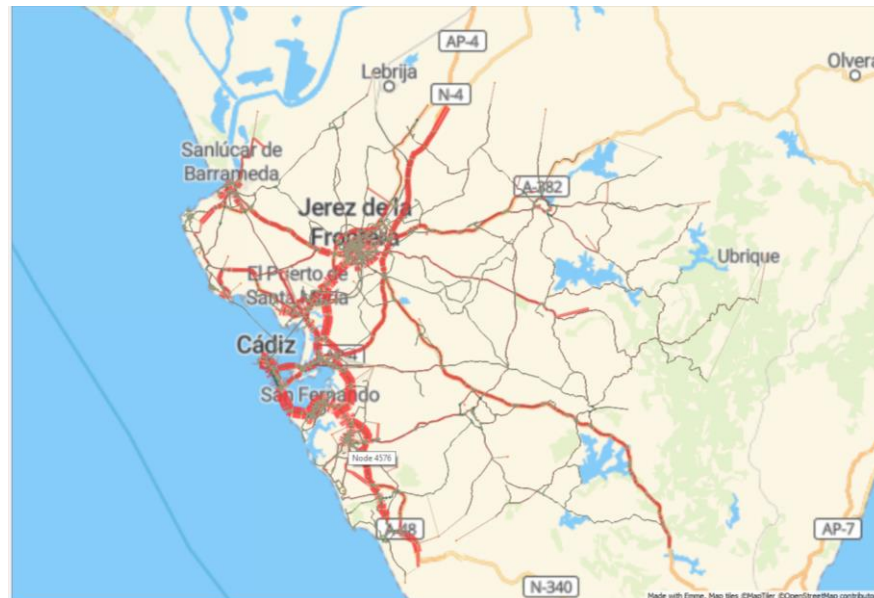 AP-4
Olvera
Lebrija
N-4
Sanlúcar de
Barrameda
A-382
Jerez de la
Frontera
Ubrique
El Puerto de
Santa María
Cádiz
San Fernando
Node 4576
A-48
AP-7
N-340
Made with Emme, Map tiles ©MapTiler ©OpenStreetMap contributor